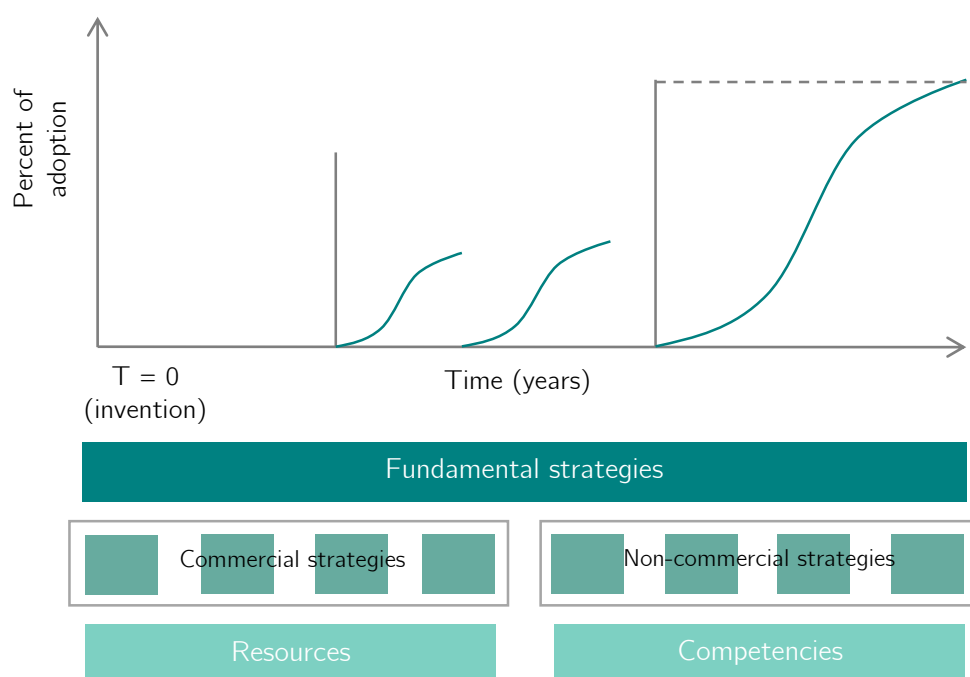 Percent of
adoption
T = 0
(invention)
Time (years)
Fundamental strategies
Commercial strategies
Non-commercial strategies
Resources
Competencies